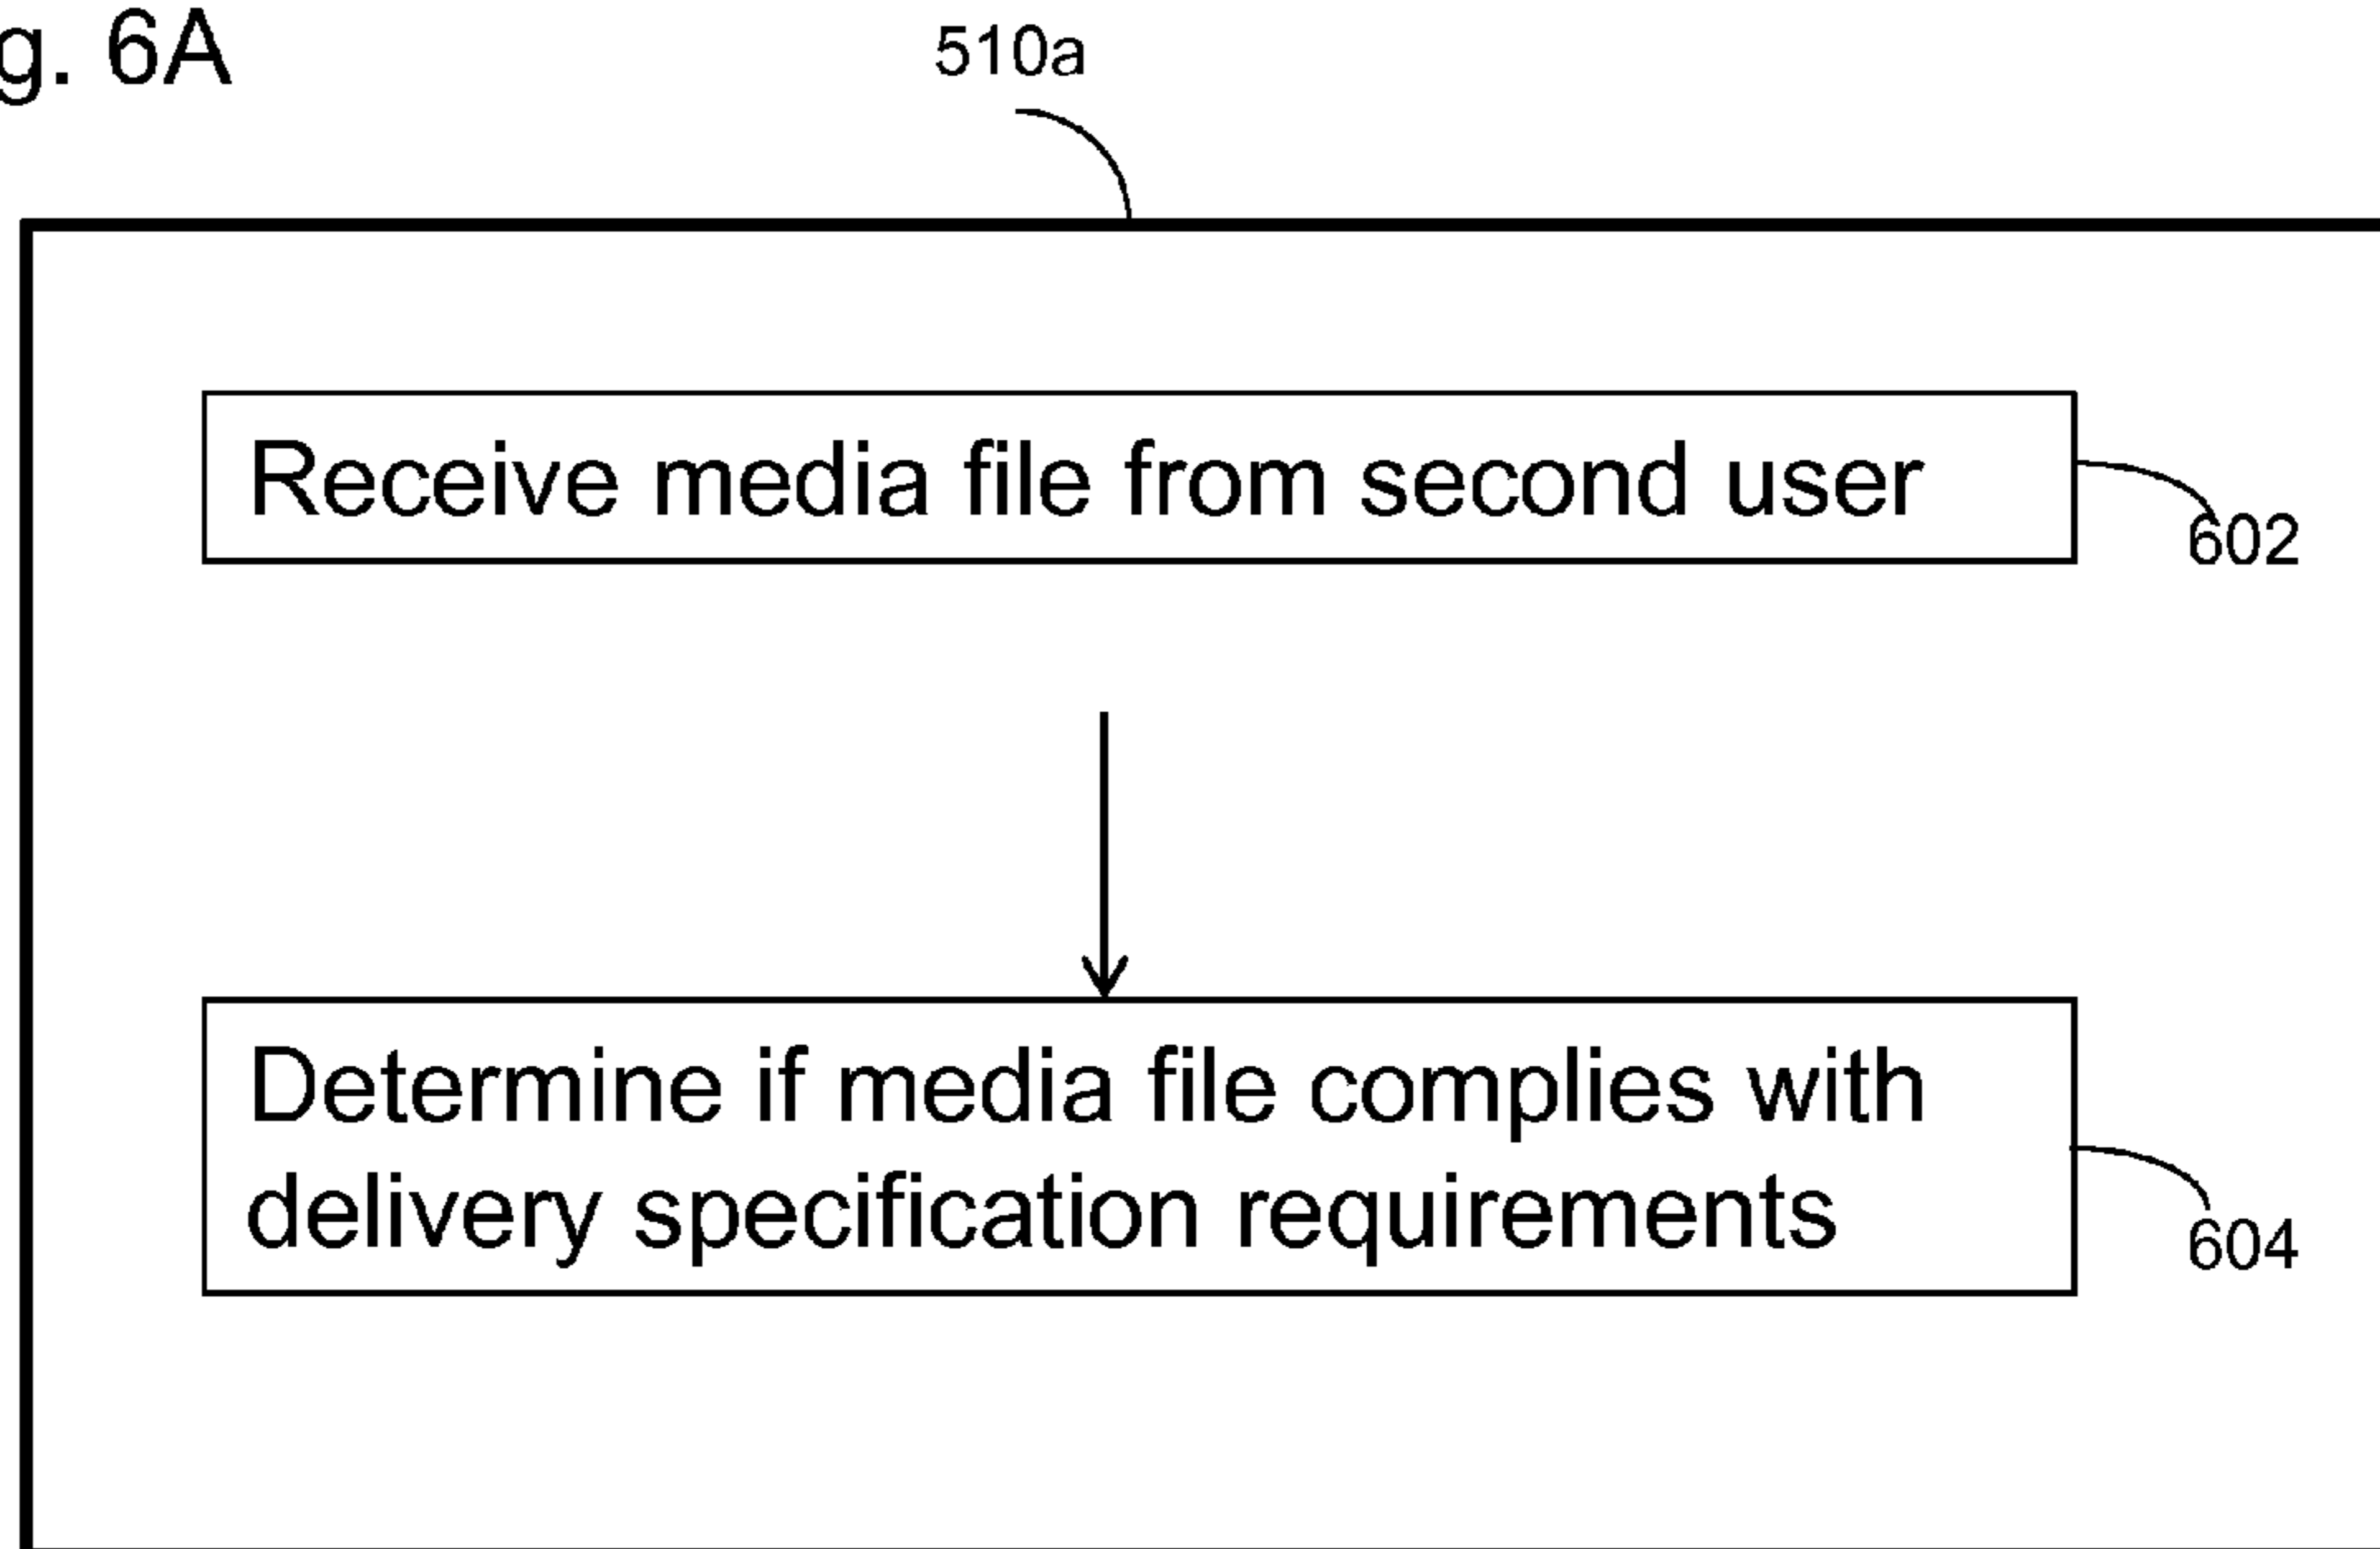 g. 6A
510a
Receive media file from second user
602
Determine if media file complies with
delivery specification requirements
604